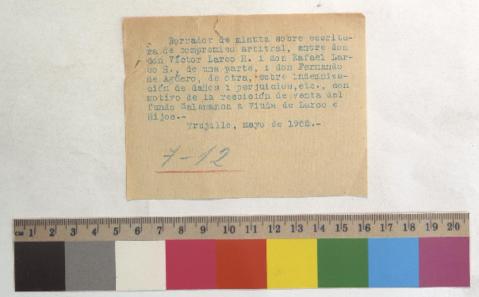 Borrador de minuta sobre escritu-
ra de compromiso arbitral, entre don
don Víctor Larco H. i don Rafael Lar-
co H., de una parte, i don Fernando
de Agüero, de otra, sobre indemniza-
ción de daños i perjuicios, etc., con
motivo de la rescición de venta del
fundo Salamanca a Viuda de Larco e
Hijos.-
Trujillo, mayo de 1902.-
7-12
cm 1 2 3 4 5 6 7 8 9 10 11 12 13 14 15 16 17 18 19 20